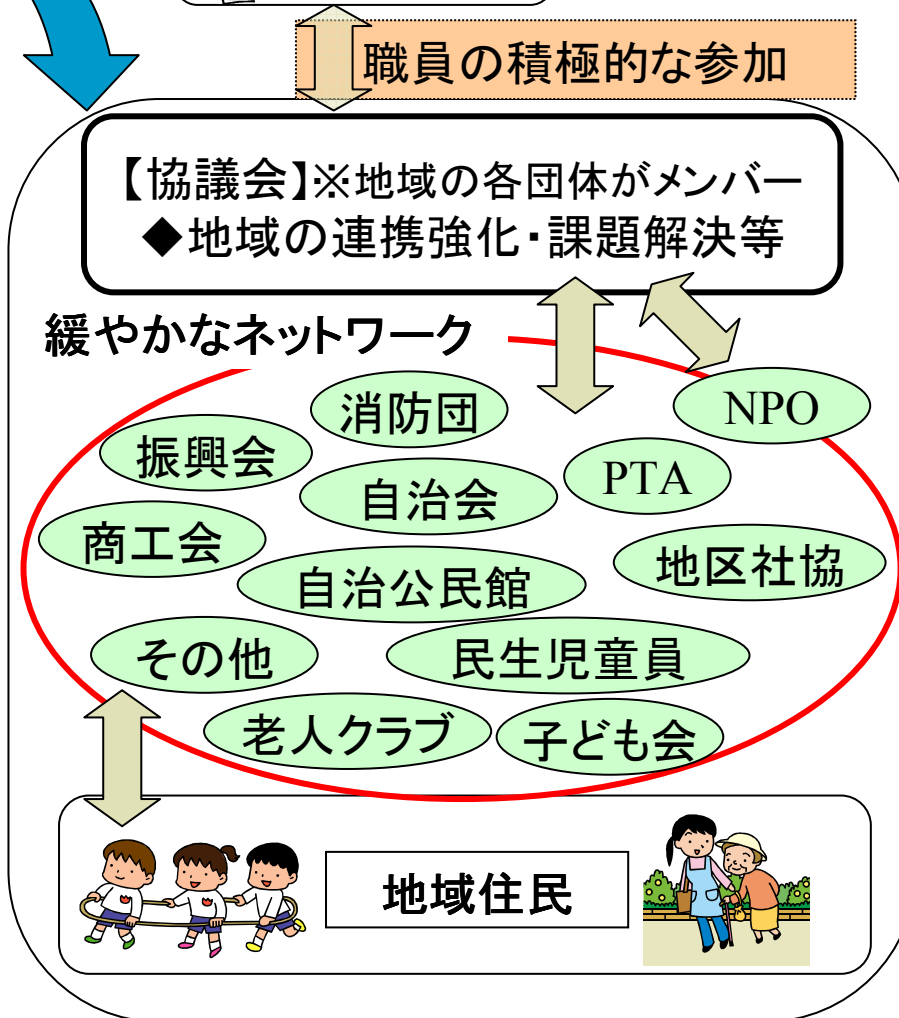 職員の積極的な参加
【協議会】※地域の各団体がメンバー
◆地域の連携強化・課題解決等
緩やかなネットワーク
消防団
NPO
振興会
PTA
自治会
商工会
地区社協
自治公民館
その他
民生児童員
老人クラブ
子ども会
地域住民